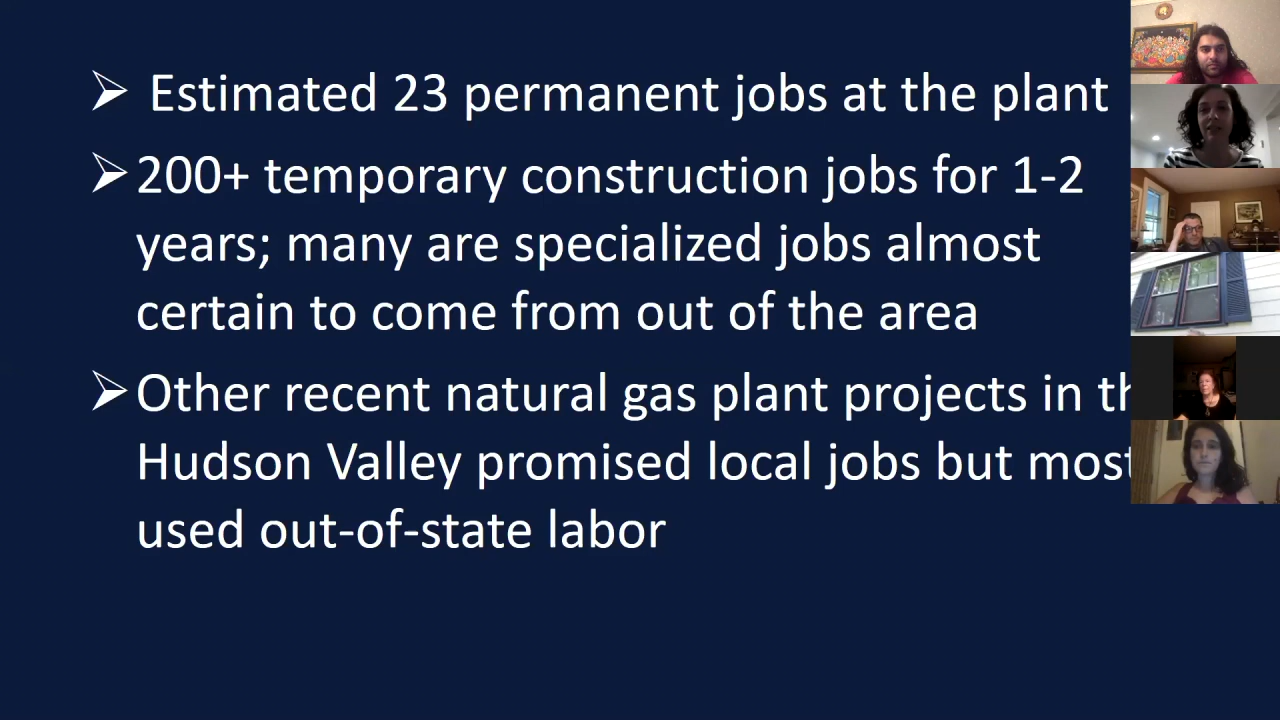 ➢ Estimated 23 permanent jobs at the plant
➢ 200+ temporary construction jobs for 1-2
years; many are specialized jobs almost
certain to come from out of the area
➢ Other recent natural gas plant projects in
Hudson Valley promised local jobs but most
used out-of-state labor